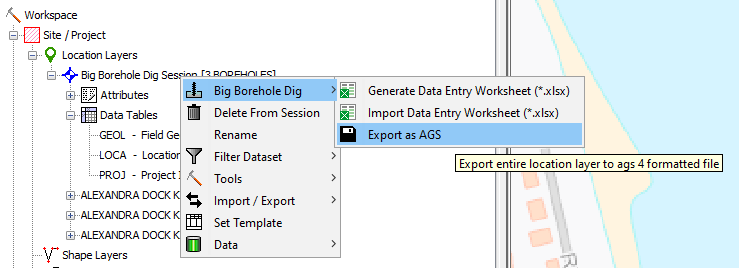 Workspace
Site / Project
Location Layers
Big Borehole Dig Session [3 BOREHOLES]
Attributes
Data Tables
GEOL - Field Ge
LOCA - Location
PROJ - Project
ALEXANDRA DOCK K
ALEXANDRA DOCK K
ALEXANDRA DOCK K
Shape Layers
Big Borehole Dig
Delete From Session
Rename
Filter Dataset
Tools
Import / Export
Set Template
Data
Generate Data Entry Worksheet (*.xlsx)
Import Data Entry Worksheet (*.xlsx)
Export as AGS
Export entire location layer to ags 4 formatted file